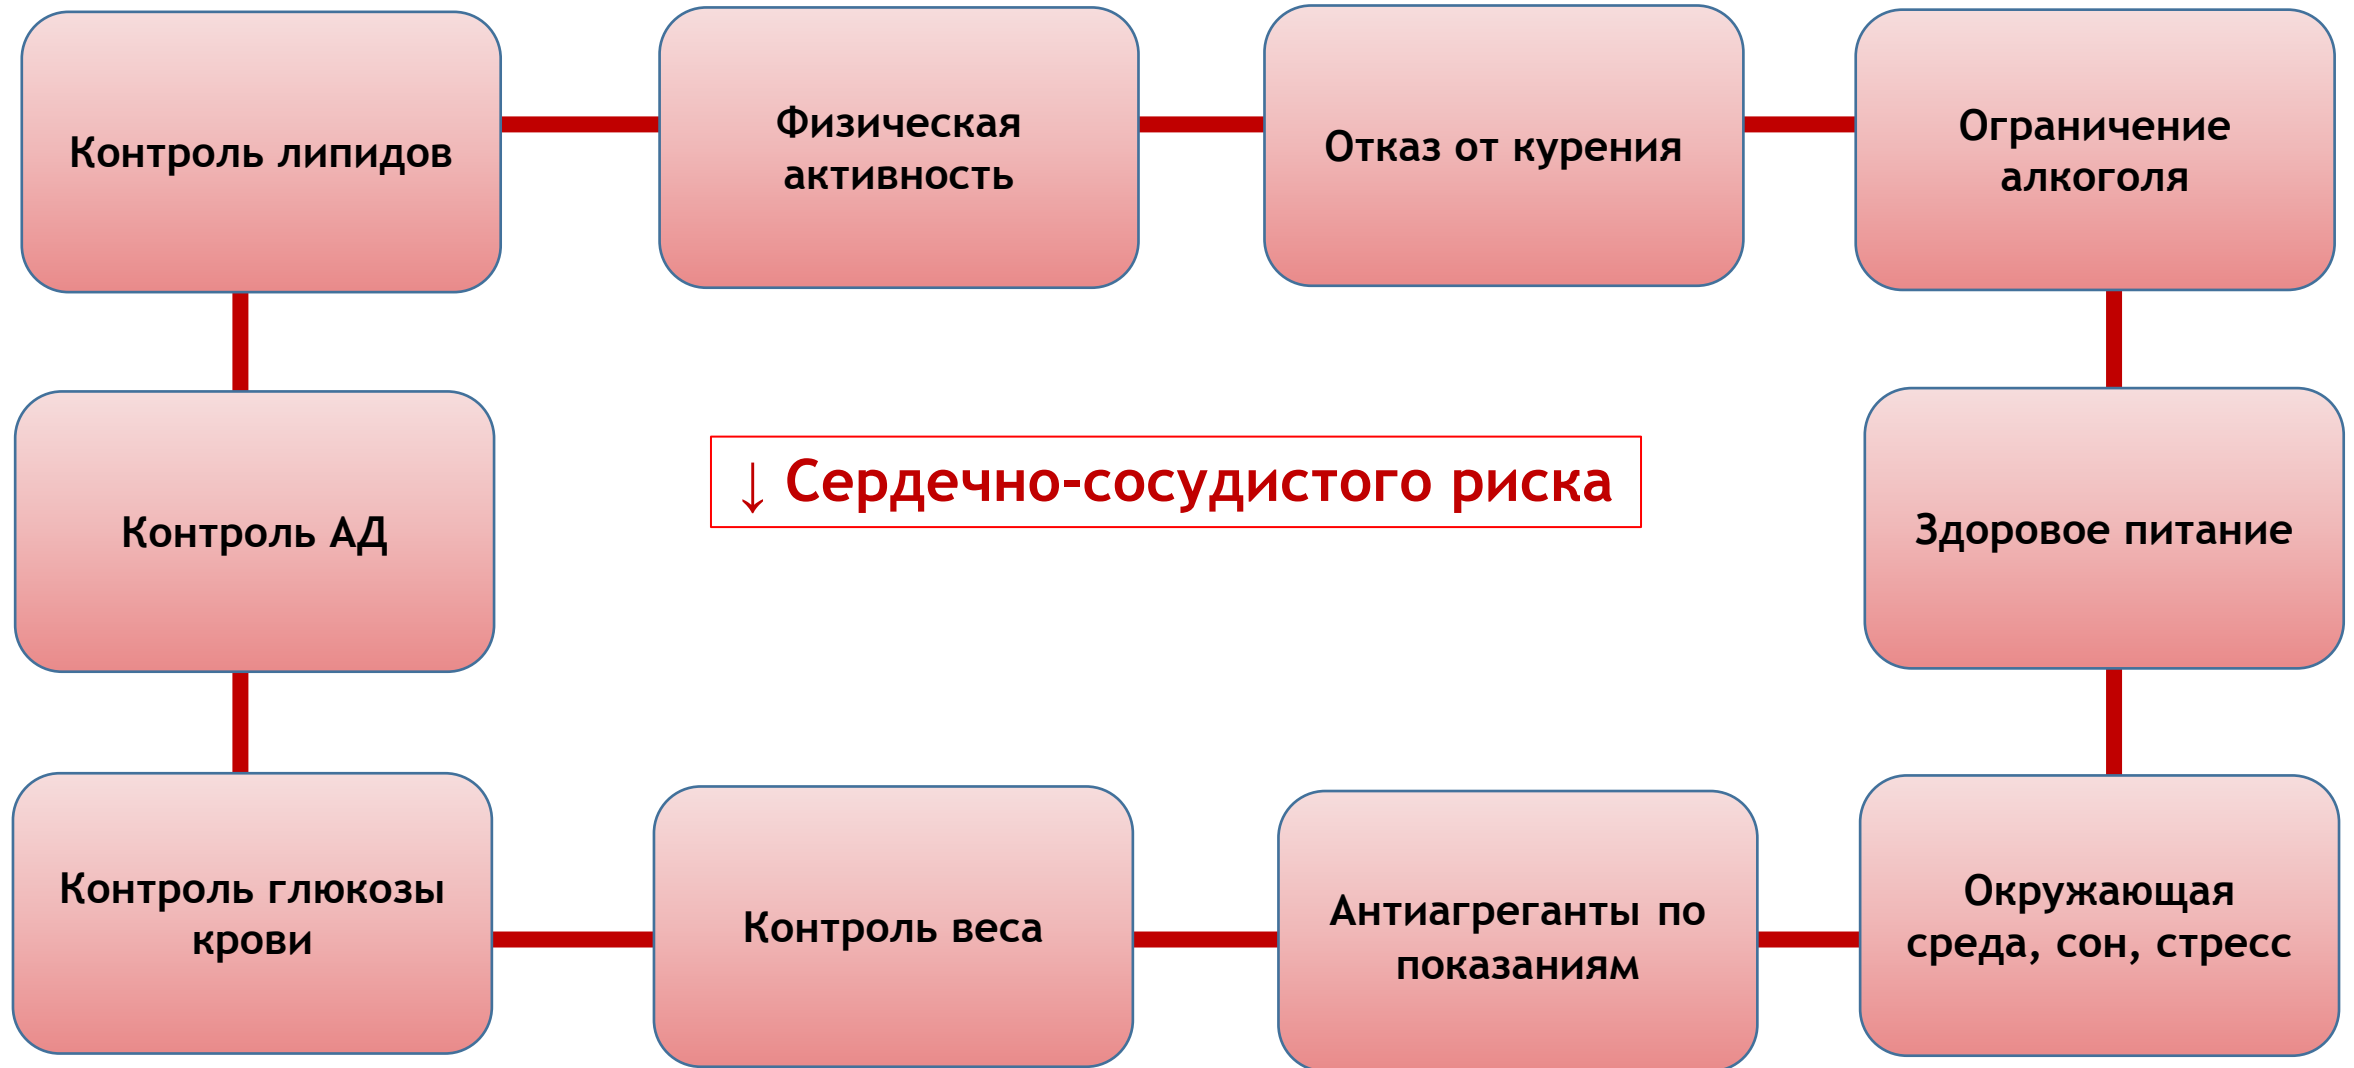 Контроль липидов
Физическая
активность
Отказ от курения
Ограничение
алкоголя
Контроль АД
↓ Сердечно-сосудистого риска
Здоровое питание
Контроль глюкозы
крови
Контроль веса
Антиагреганты по
показаниям
Окружающая
среда, сон, стресс